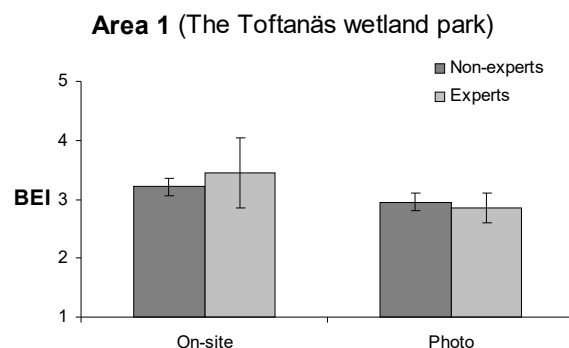 Area 1 (The Toftanäs wetland park)
Non-experts
Experts
5
4
3
2
1
BEI
On-site
Photo